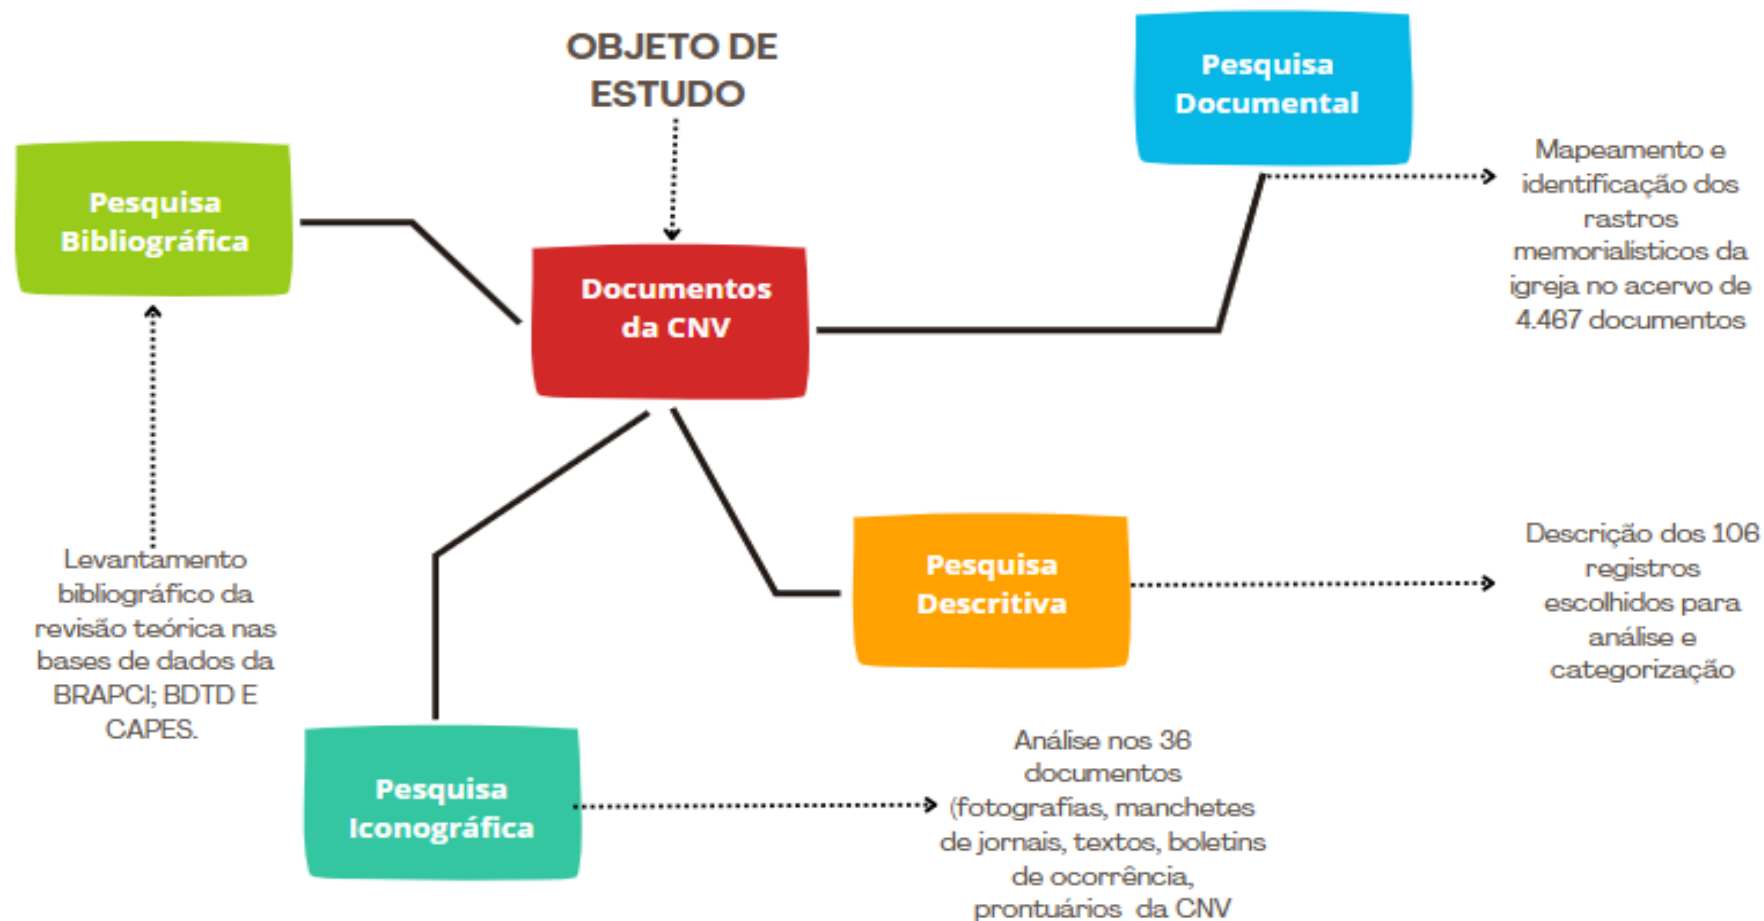 OBJETO DE
ESTUDO
Pesquisa
Documental
Mapeamento e
identificação dos
rastros
memorialísticos da
igreja no acervo de
4.467 documentos
Pesquisa
Bibliográfica
Documentos
da CNV
Levantamento
bibliográfico da
revisão teórica nas
bases de dados da
BRAPCI; BDTD E
CAPES.
Pesquisa
Descritiva
Descrição dos 106
registros
escolhidos para
análise e
categorização
Pesquisa
Iconográfica
Análise nos 36
documentos
(fotografias, manchetes
de jornais, textos, boletins
de ocorrência,
prontuários da CNV